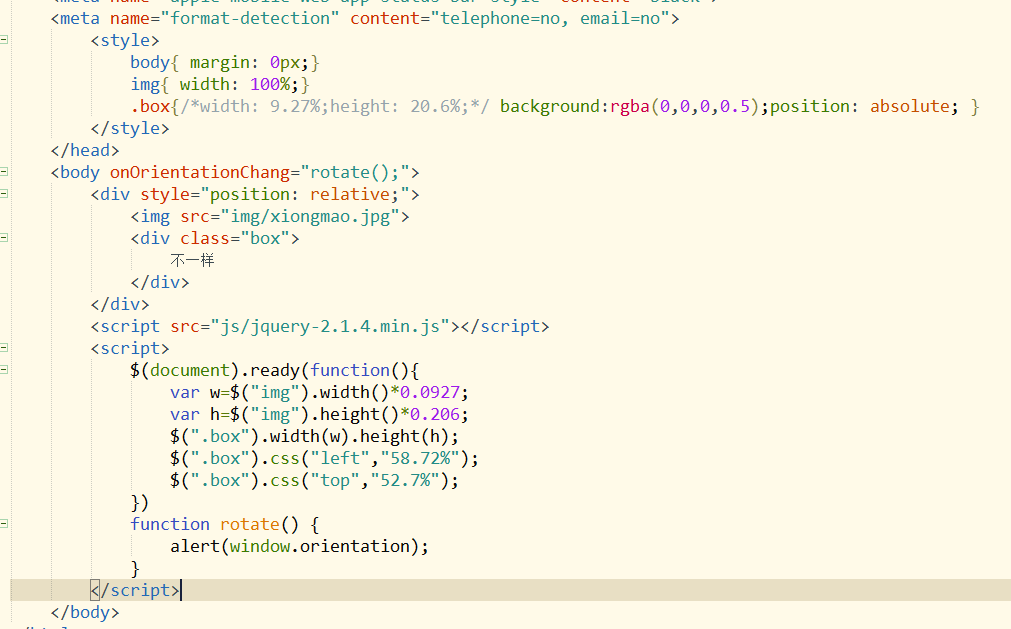 <meta name="format-detection" content="telephone=no, email=no">
<style>
body{ margin: 0px;}
img{ width: 100%;}
.box{/*width: 9.27%;height: 20.6%;*/ background:rgba(0,0,0,0.5);position: absolute; }
</style>
</head>
<body onOrientationChang="rotate();">
<div style="position: relative;">
<img src="img/xiongmao.jpg">
<div class="box">
不一样
</div>
</div>
<script src="js/jquery-2.1.4.min.js"></script>
<script>
$(document).ready(function(){
var w=$("img").width()*0.0927;
var h=$("img").height()*0.206;
$(".box").width(w).height(h);
$(".box").css("left","58.72%");
$(".box").css("top","52.7%");
})
function rotate() {
alert(window.orientation);
}
</script>
</body>